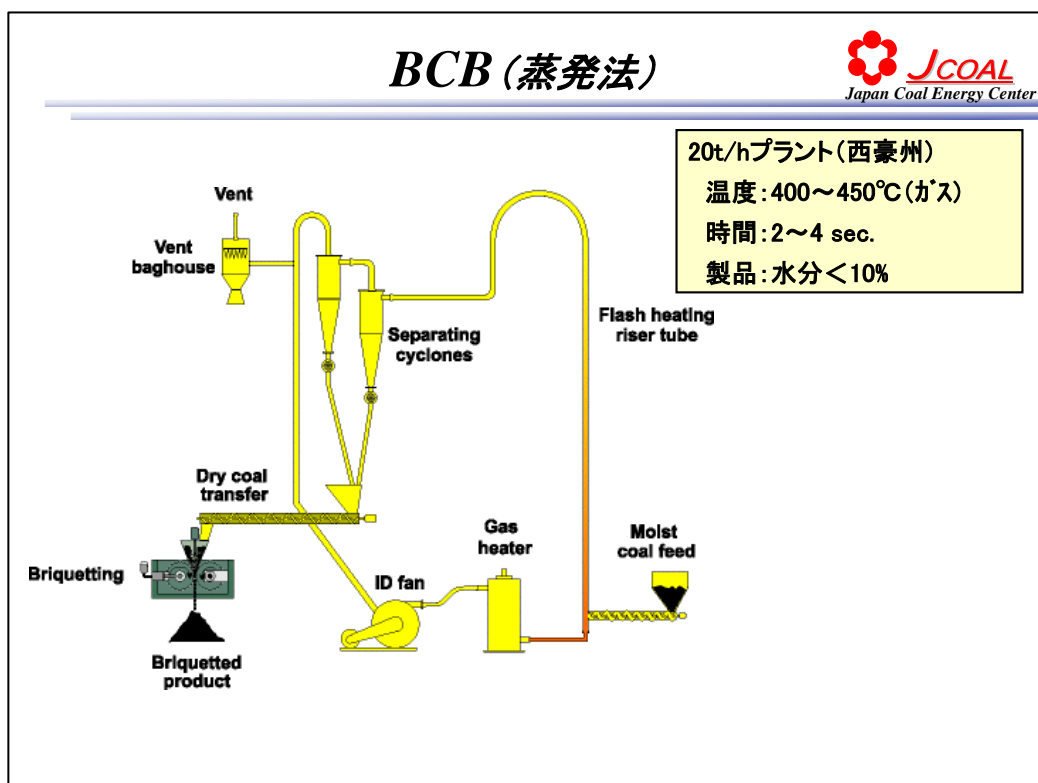 BCB(蒸発法)
JCOAL
Japan Coal Energy Center
20t/hプラント(西豪州)
温度:400～450℃(ガス)
時間:2～4 sec.
製品:水分<10%
Vent
Vent
baghouse
Separating
cyclones
Flash heating
riser tube
Dry coal
transfer
Gas
heater
Moist
coal feed
Briquetting
ID fan
Briquetted
product